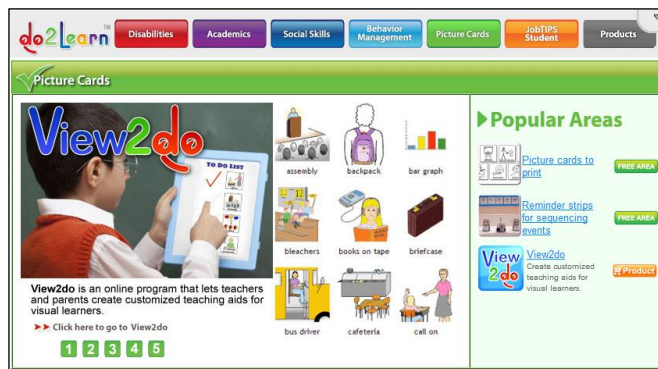 do2Learn™
Disabilities
Academics
Social Skills
Behavior
Management
Picture Cards
JobTIPS
Student
Products
Picture Cards
View2do
TO DO LIST
assembly
backpack
bar graph
bleachers
books on tape
briefcase
bus driver
cafeteria
call on
View2do is an online program that lets teachers
and parents create customized teaching aids for
visual learners.
Click here to go to View2do
1 2 3 4 5
Popular Areas
Picture cards to
print
FREE AREA
Reminder strips
for sequencing
events
FREE AREA
View
2do
View2do
Create customized
teaching aids for
visual learners.
Product